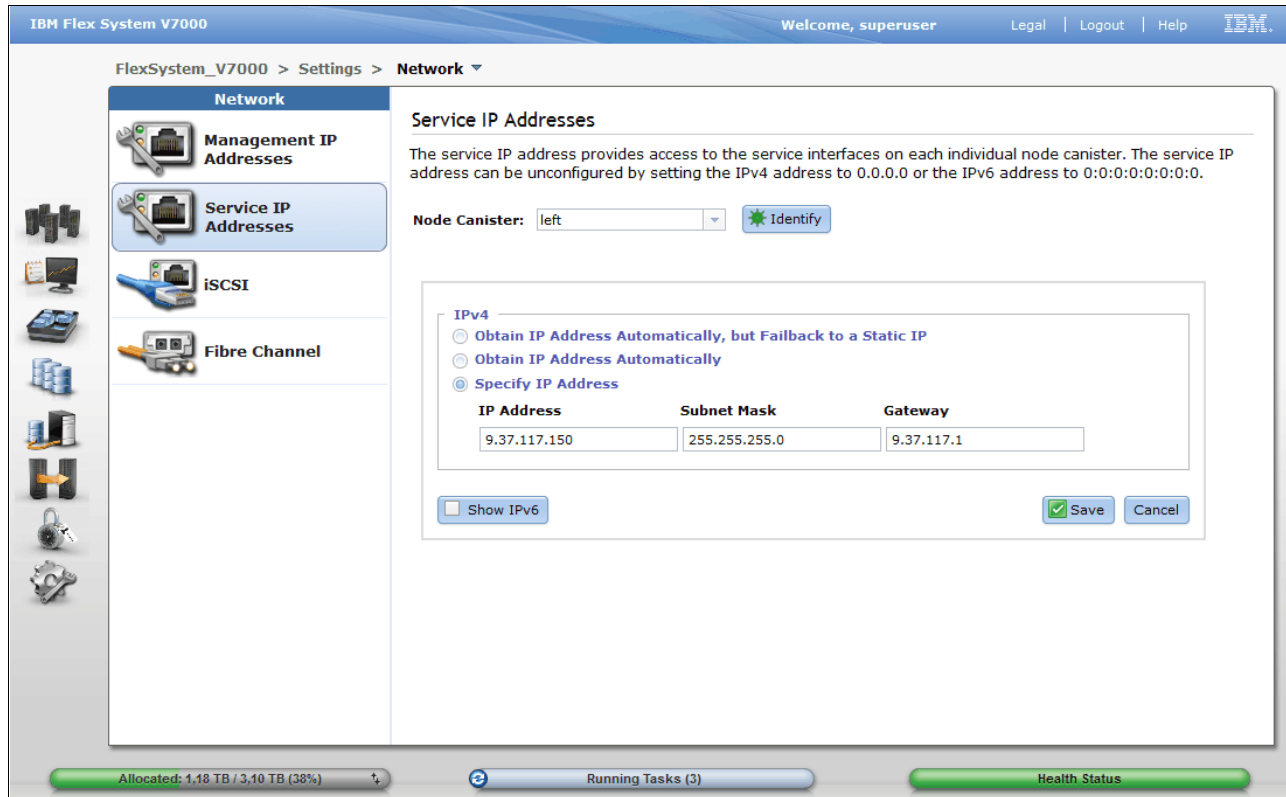 IBM Flex System V7000
Welcome, superuser
Legal | Logout | Help
IBM.
FlexSystem_V7000 > Settings > Network
Network
Management IP
Addresses
Service IP
Addresses
iSCSI
Fibre Channel
Service IP Addresses
The service IP address provides access to the service interfaces on each individual node canister. The service IP
address can be unconfigured by setting the IPv4 address to 0.0.0.0 or the IPv6 address to 0:0:0:0:0:0:0:0.
Node Canister: left
Identify
IPv4
Obtain IP Address Automatically, but Failback to a Static IP
Obtain IP Address Automatically
Specify IP Address
IP Address Subnet Mask Gateway
9.37.117.150 255.255.255.0 9.37.117.1
Show IPv6
Save Cancel
Allocated: 1,18 TB / 3,10 TB (38%)
Running Tasks (3)
Health Status